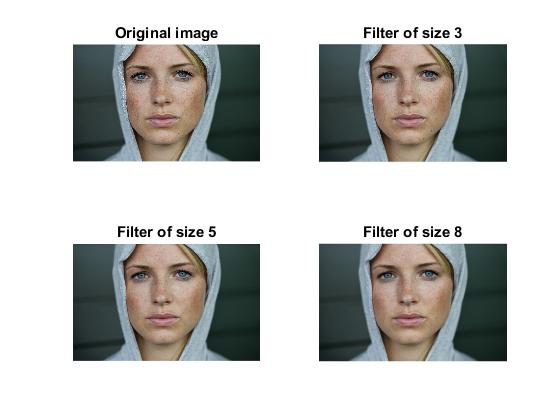 Original image
Filter of size 3
Filter of size 5
Filter of size 8